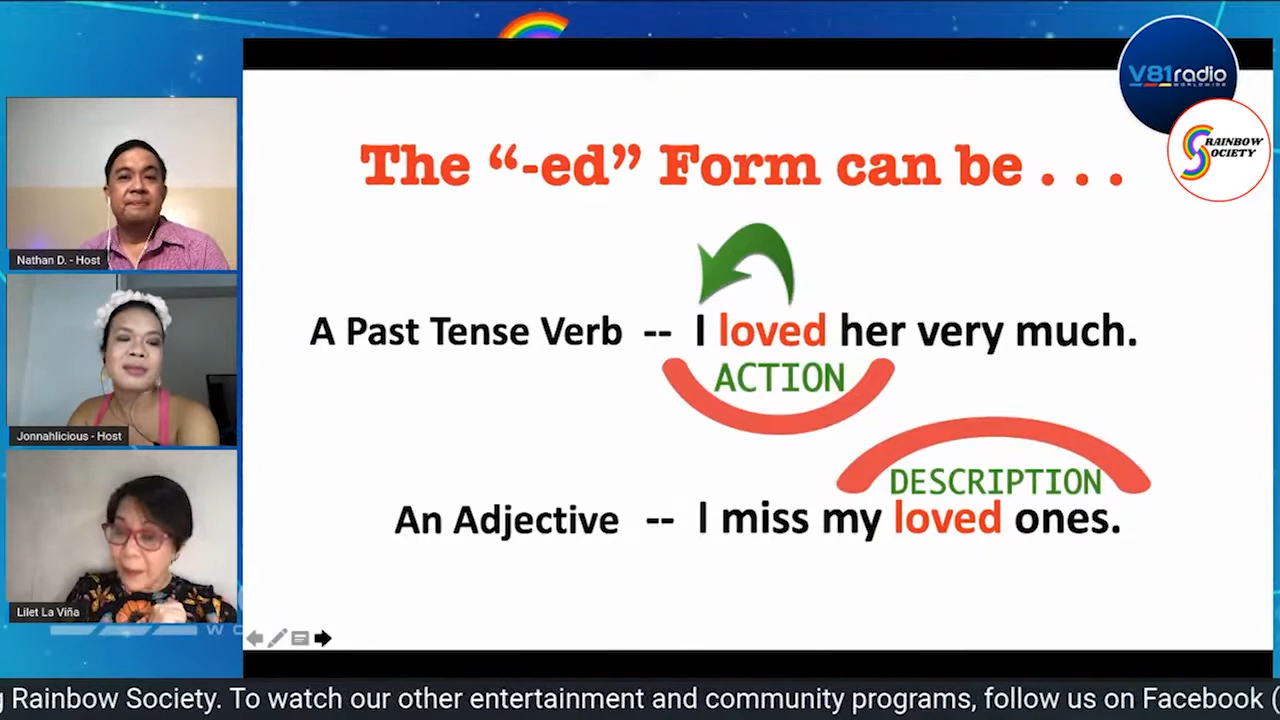 V81radio
WORLDWIDE
RAINBOW
SOCIETY
The “-ed” Form can be . . .
A Past Tense Verb -- I loved her very much.
ACTION
DESCRIPTION
An Adjective -- I miss my loved ones.
Nathan D. - Host
Jonnahlicious - Host
Lilet La Viña
Rainbow Society. To watch our other entertainment and community programs, follow us on Facebook (